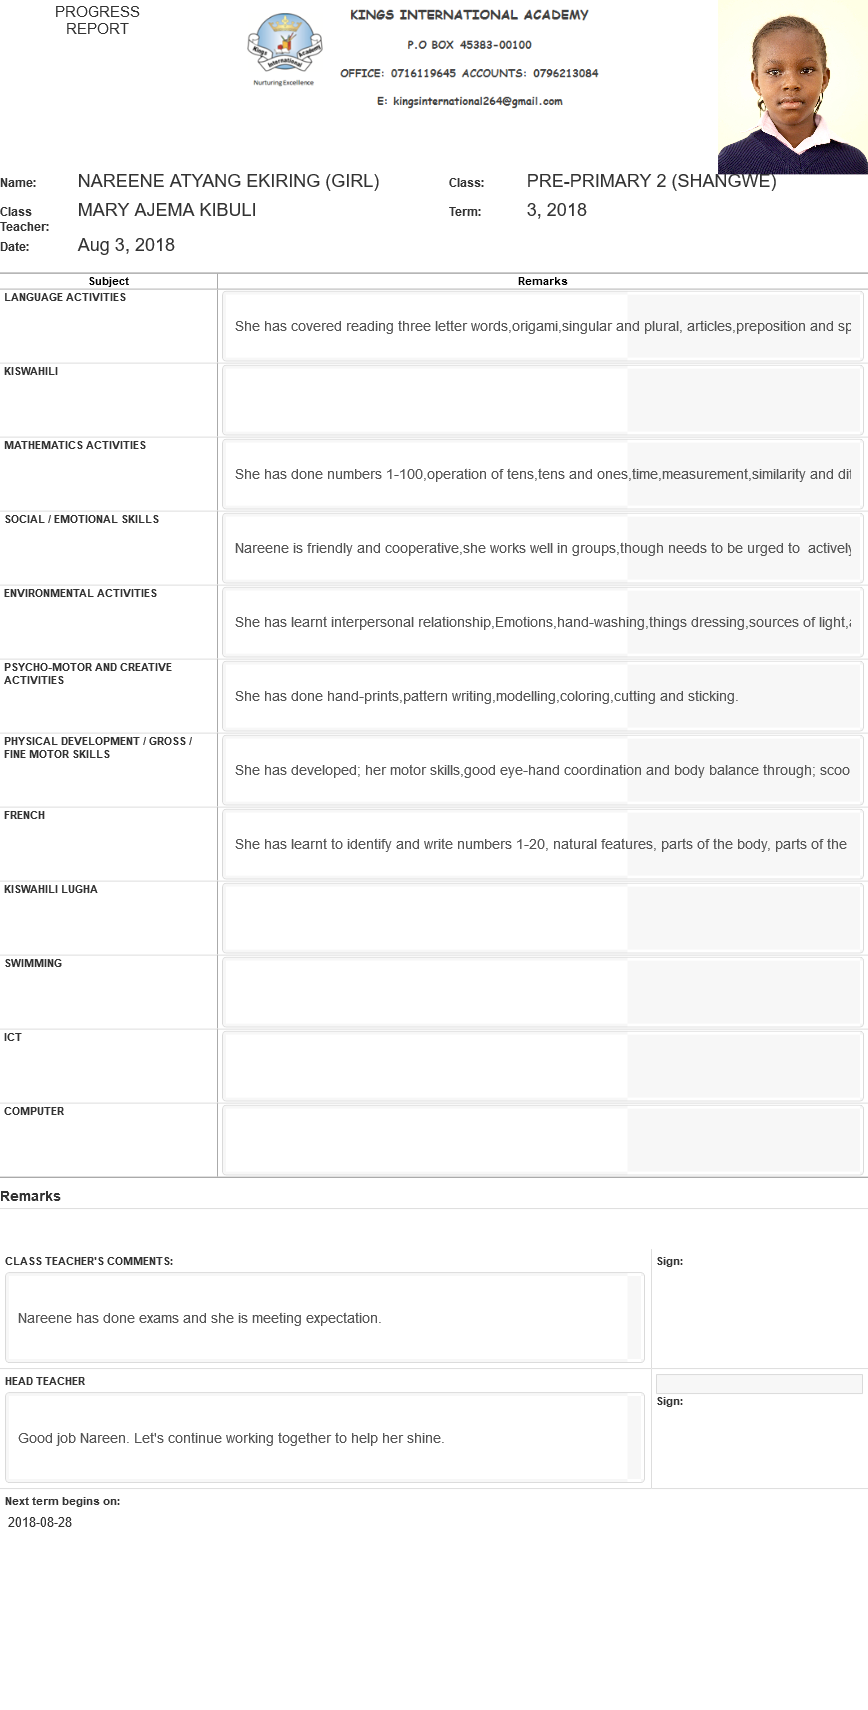 PROGRESS
REPORT
Kings International Academy
Nurturing Excellence
KINGS INTERNATIONAL ACADEMY
P.O BOX 45383-00100
OFFICE: 0716119645 ACCOUNTS: 0796213084
E: kingsinternational264@gmail.com
Name: NAREENE ATYANG EKIRING (GIRL) Class: PRE-PRIMARY 2 (SHANGWE)
Class Teacher: MARY AJEMA KIBULI Term: 3, 2018
Date: Aug 3, 2018
Subject Remarks
LANGUAGE ACTIVITIES
She has covered reading three letter words,origami,singular and plural, articles,preposition and sp
KISWAHILI
MATHEMATICS ACTIVITIES
She has done numbers 1-100,operation of tens,tens and ones,time,measurement,similarity and dif
SOCIAL / EMOTIONAL SKILLS
Nareene is friendly and cooperative,she works well in groups,though needs to be urged to  actively
ENVIRONMENTAL ACTIVITIES
She has learnt interpersonal relationship,Emotions,hand-washing,things dressing,sources of light,
PSYCHO-MOTOR AND CREATIVE
ACTIVITIES
She has done hand-prints,pattern writing,modelling,coloring,cutting and sticking.
PHYSICAL DEVELOPMENT / GROSS /
FINE MOTOR SKILLS
She has developed; her motor skills,good eye-hand coordination and body balance through; scoo
FRENCH
She has learnt to identify and write numbers 1-20, natural features, parts of the body, parts of the
KISWAHILI LUGHA
SWIMMING
ICT
COMPUTER
Remarks
CLASS TEACHER'S COMMENTS: Sign:
Nareene has done exams and she is meeting expectation.
HEAD TEACHER
Sign:
Good job Nareen. Let's continue working together to help her shine.
Next term begins on:
2018-08-28